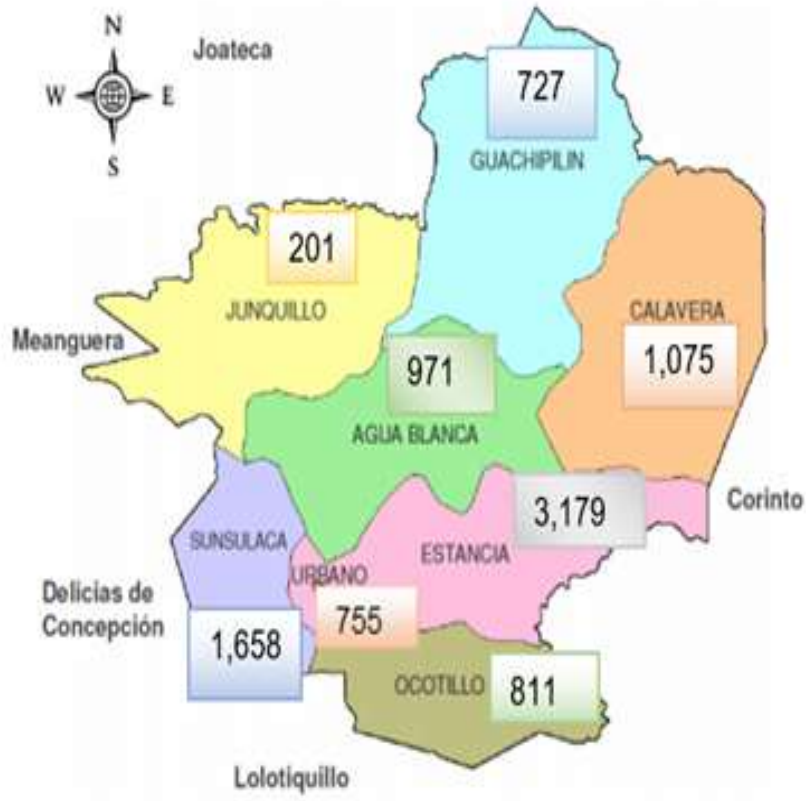 N
W E
S
Joateca
727
GUACHIPILIN
201
JUNQUILLO
CALAVERA
1,075
Meanguera
971
AGUA BLANCA
3,179
Corinto
SUNSULACA
ESTANCIA
URBANO
Delicias de
Concepción
755
1,658
OCOTILLO
811
Lolotiquillo